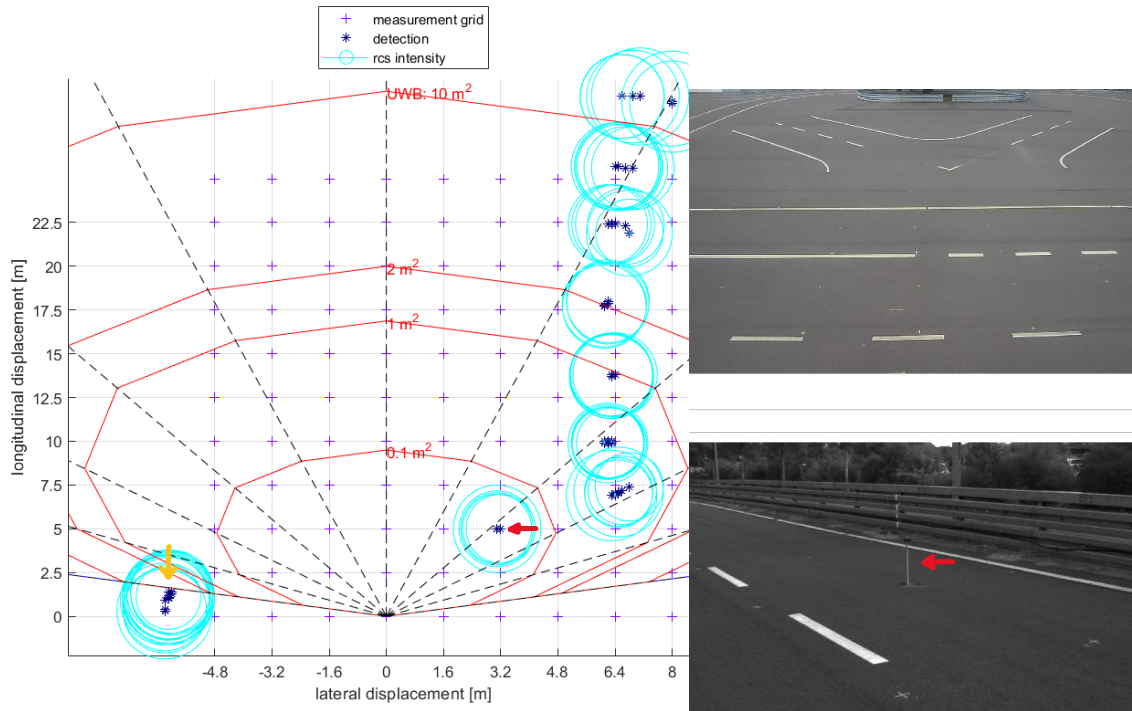 measurement grid
detection
rcs intensity
UWB: 10 m²
2 m²
1 m²
0.1 m²
longitudinal displacement [m]
22.5
20
17.5
15
12.5
10
7.5
5
2.5
0
-4.8
-3.2
-1.6
0
1.6
3.2
4.8
6.4
8
lateral displacement [m]